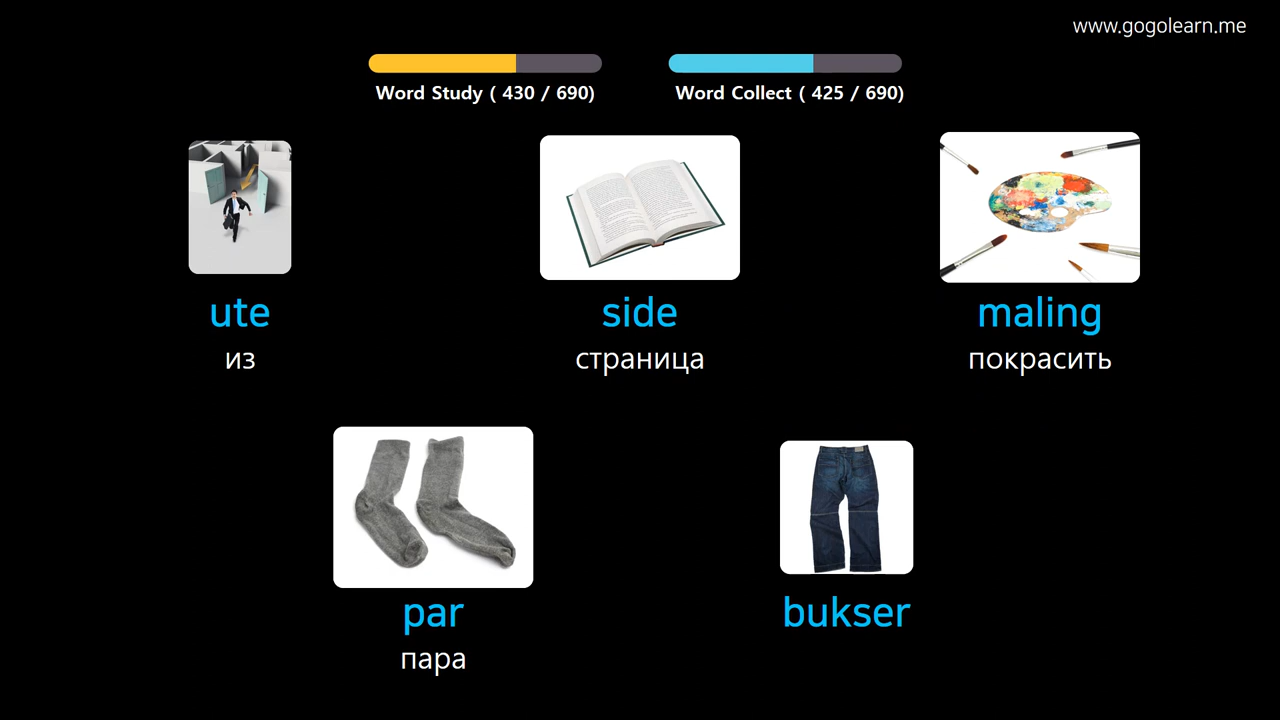 www.gogolearn.me
Word Study ( 430 / 690)
Word Collect ( 425 / 690)
ute
side
maling
из
страница
покрасить
par
bukser
пара